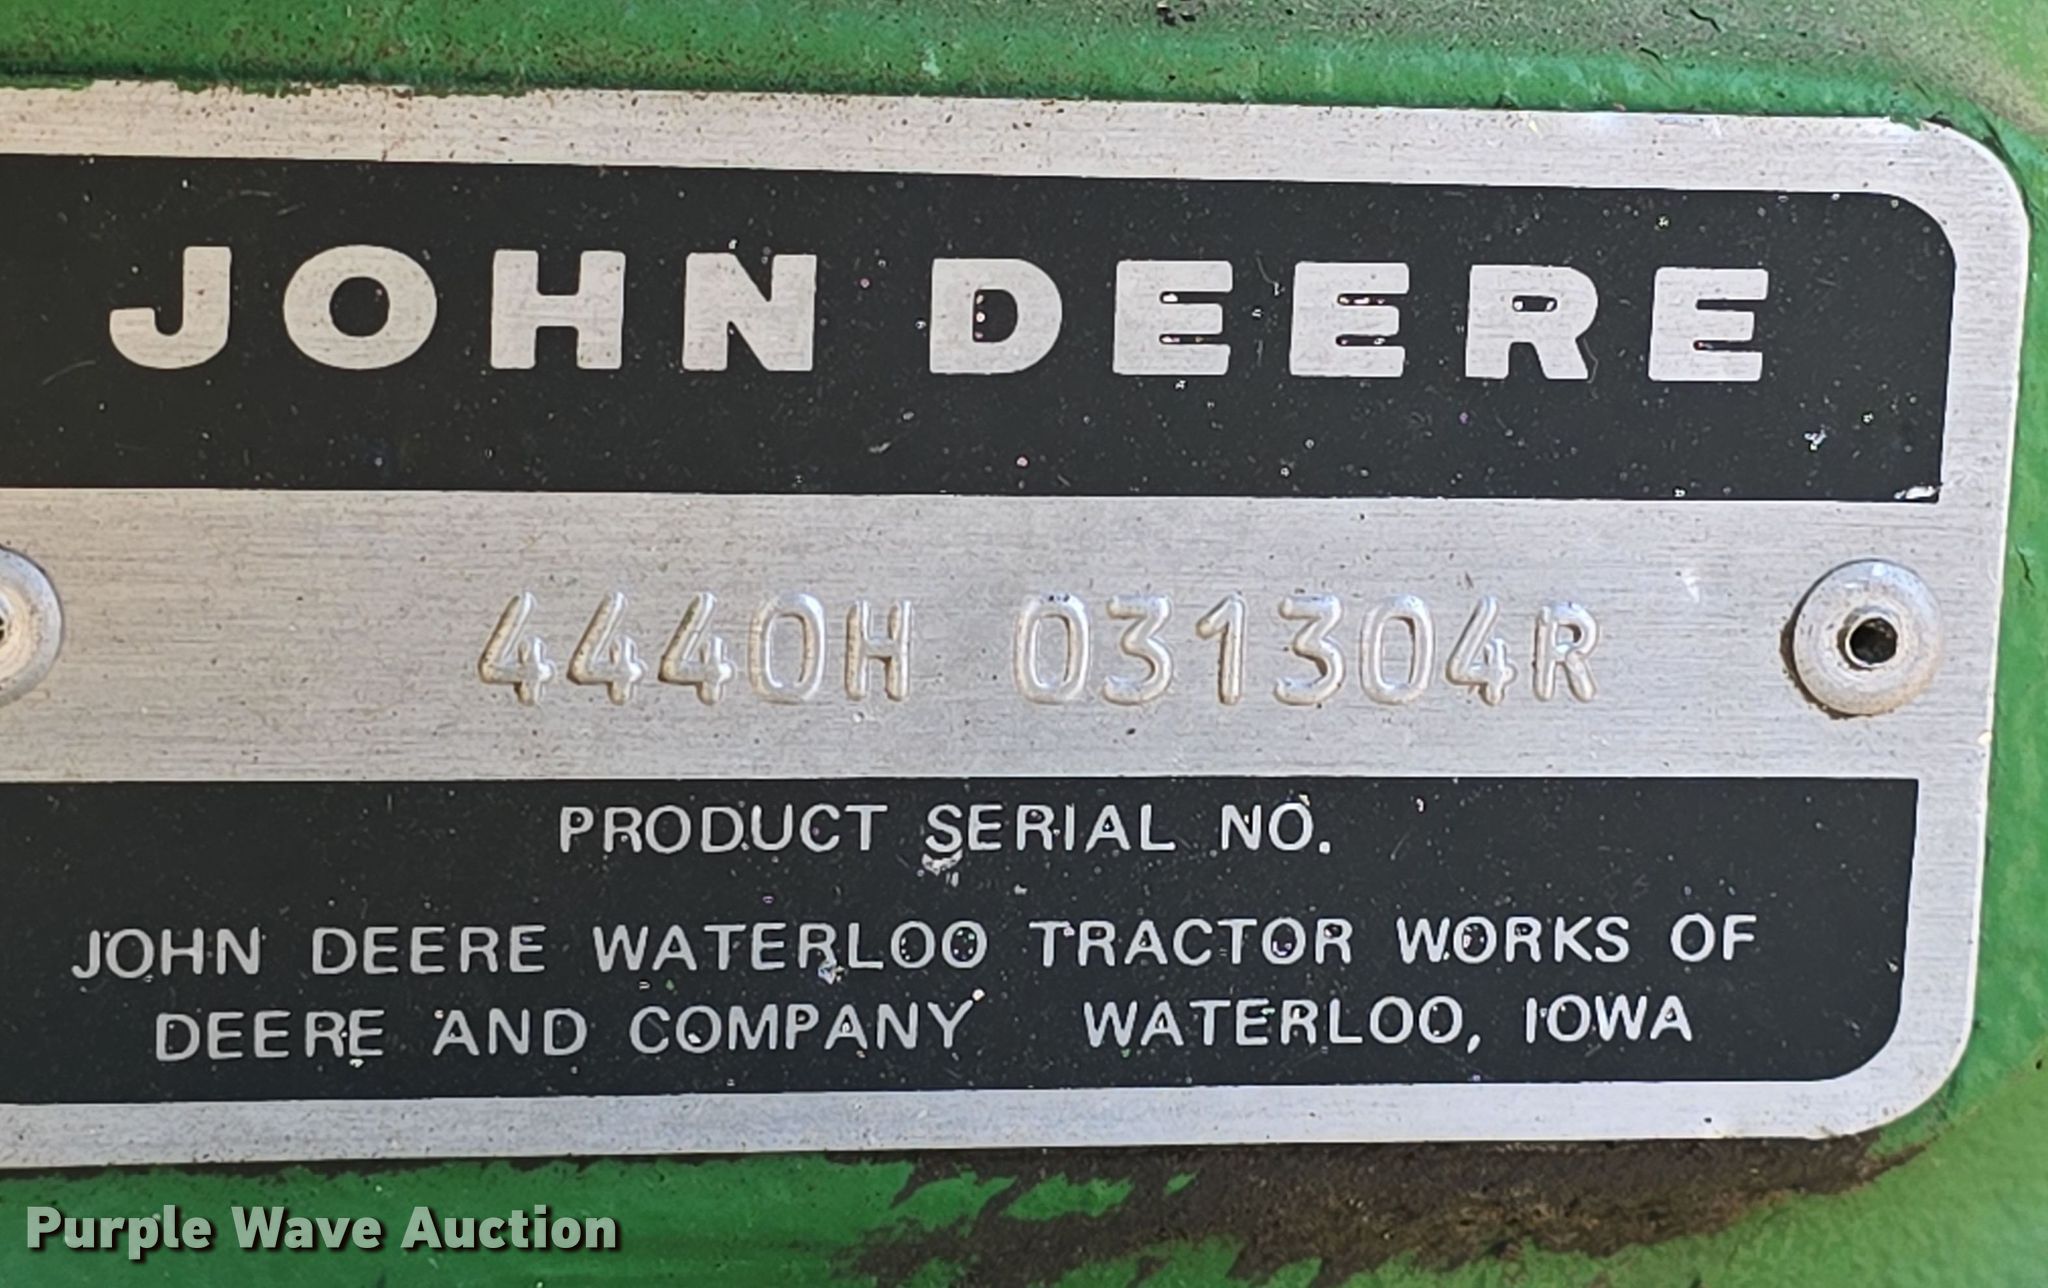 JOHN DEERE
4440H 031304R
PRODUCT SERIAL NO.
JOHN DEERE WATERLOO TRACTOR WORKS OF
DEERE AND COMPANY WATERLOO, IOWA
Purple Wave Auction